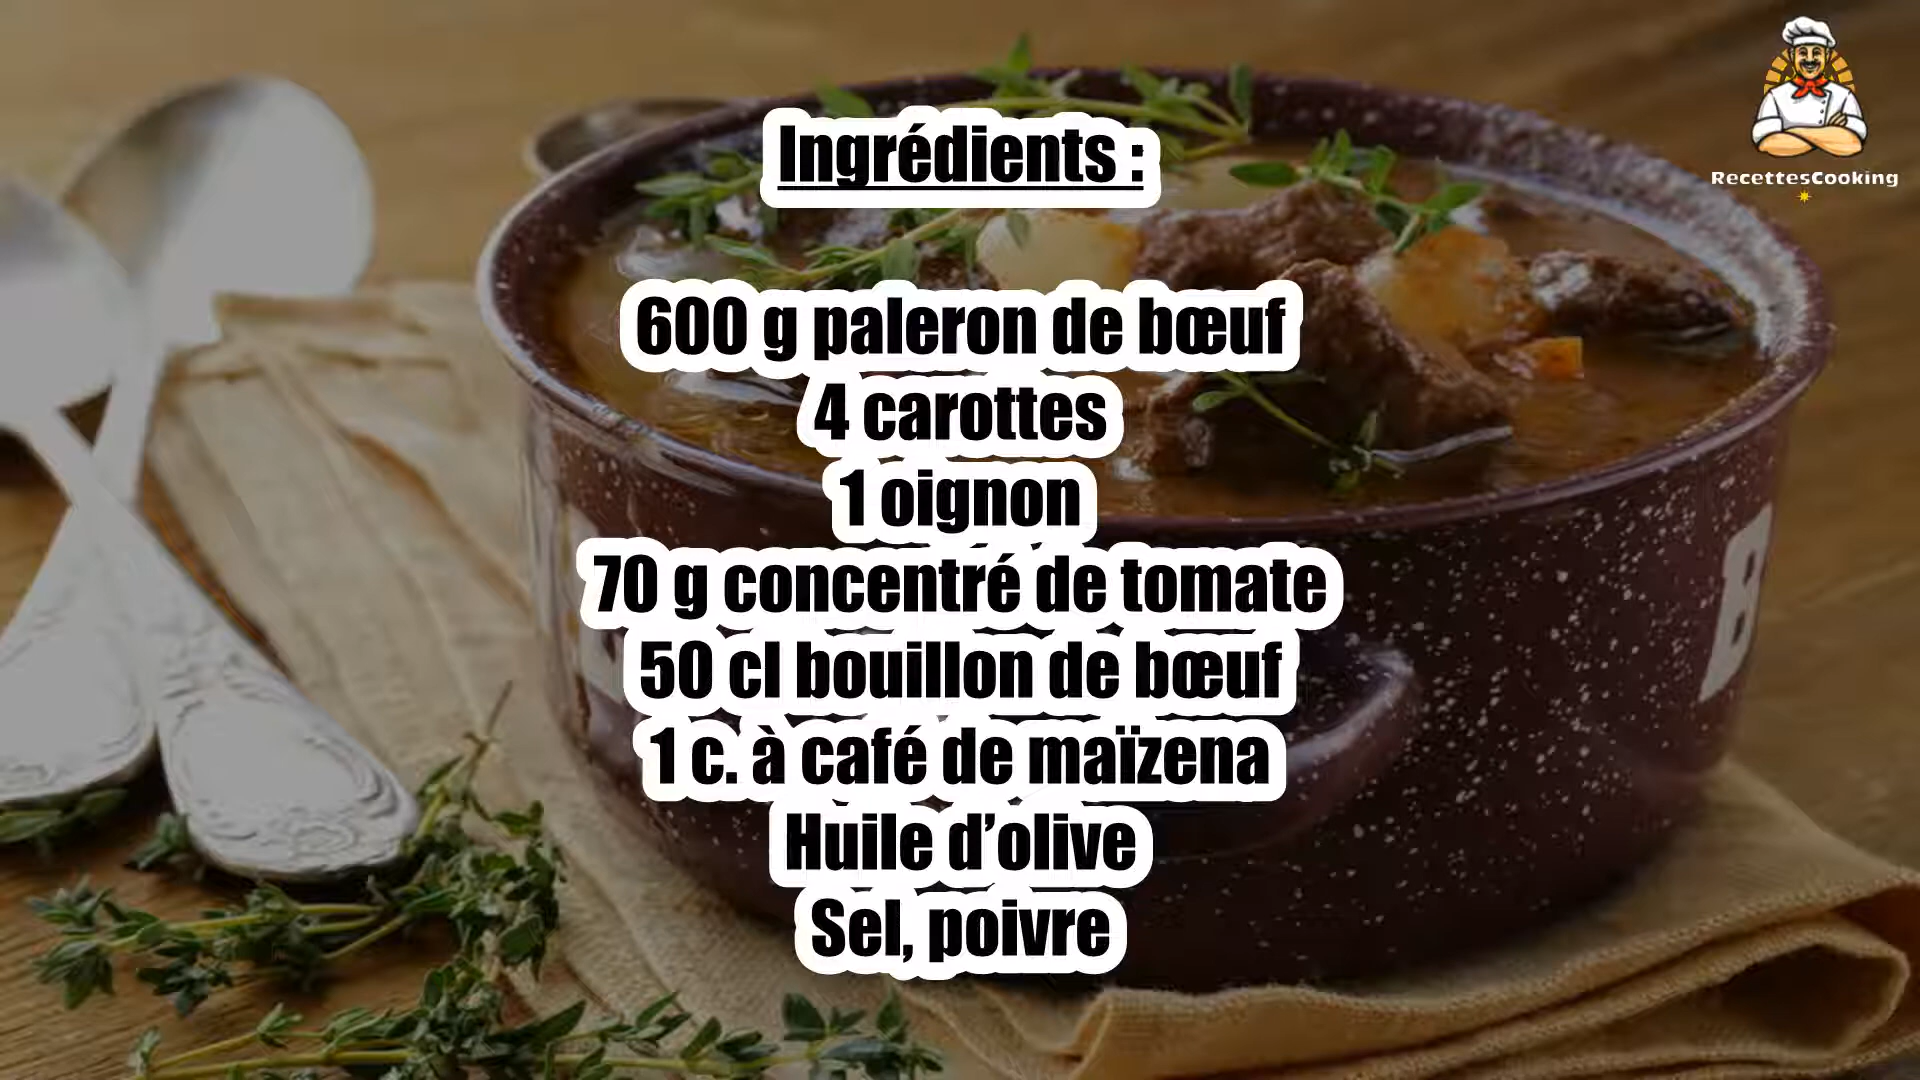 Ingrédients :
RecettesCooking
600 g paleron de bœuf
4 carottes
1 oignon
70 g concentré de tomate
50 cl bouillon de bœuf
1 c. à café de maïzena
Huile d’olive
Sel, poivre